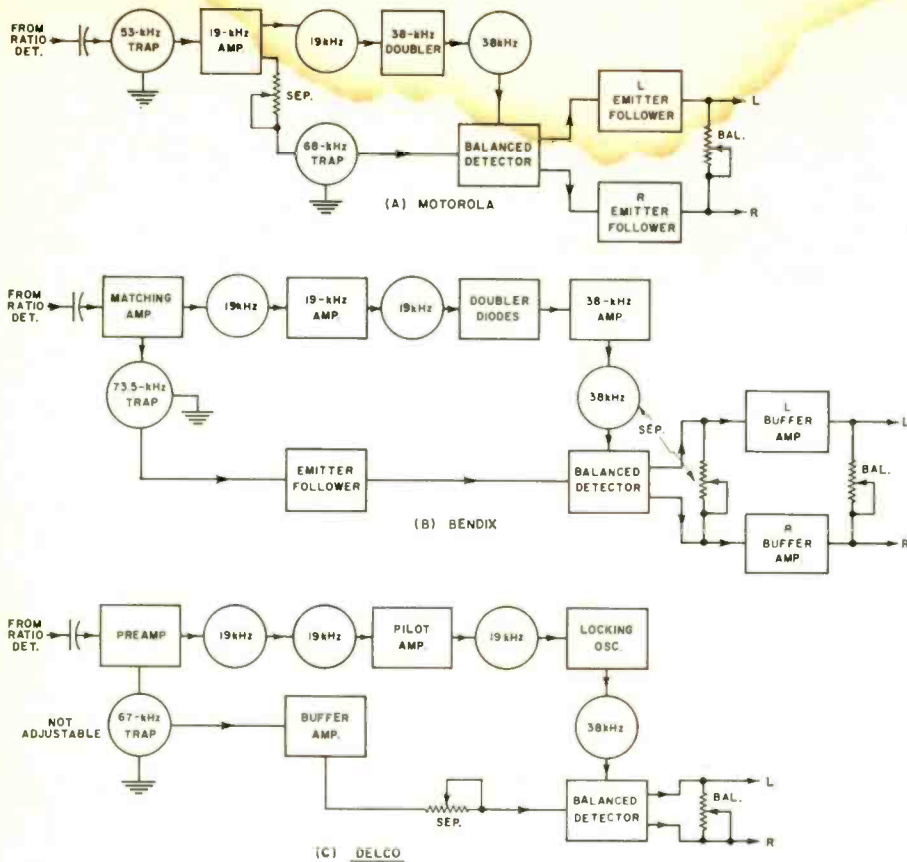 FROM
RATIO
DET.
53-kHz
TRAP
19-kHz
AMP.
19kHz
38-kHz
DOUBLER
38kHz
SEP.
68-kHz
TRAP
BALANCED
DETECTOR
L
EMITTER
FOLLOWER
R
EMITTER
FOLLOWER
L
BAL.
R
(A) MOTOROLA
FROM
RATIO
DET.
MATCHING
AMP.
19kHz
19-kHz
AMP.
19kHz
DOUBLER
DIODES
38-kHz
AMP.
73.5-kHz
TRAP
38kHz
SEP.
EMITTER
FOLLOWER
BALANCED
DETECTOR
L
BUFFER
AMP.
R
BUFFER
AMP.
L
BAL.
R
(B) BENDIX
FROM
RATIO
DET.
PREAMP
19kHz
19kHz
PILOT
AMP.
19kHz
LOCKING
OSC.
NOT
ADJUSTABLE
67-kHz
TRAP
BUFFER
AMP.
38kHz
SEP.
BALANCED
DETECTOR
L
BAL.
R
(C) DELCO